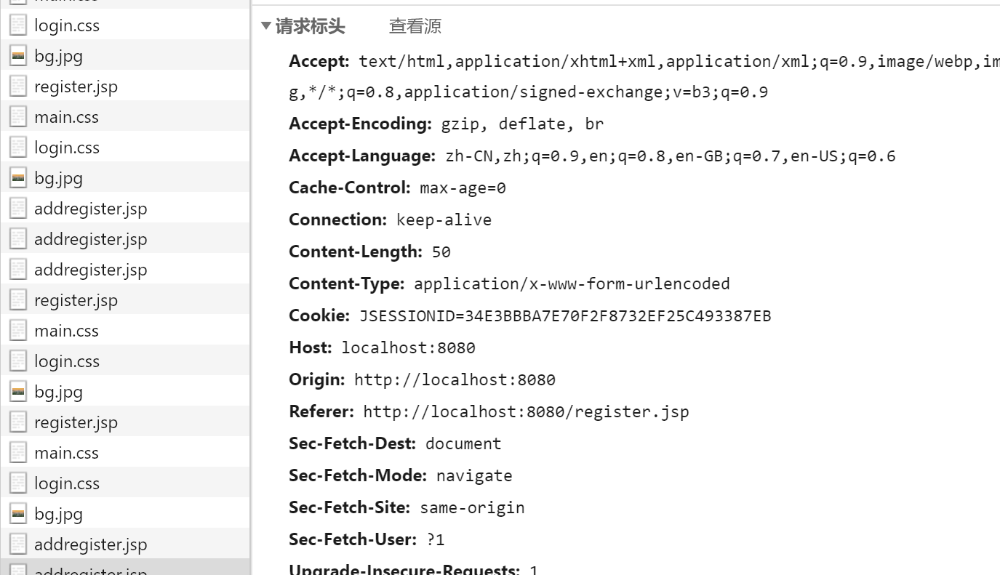 main.css
login.css
bg.jpg
register.jsp
main.css
login.css
bg.jpg
addregister.jsp
addregister.jsp
addregister.jsp
register.jsp
main.css
login.css
bg.jpg
register.jsp
main.css
login.css
bg.jpg
addregister.jsp
addregister.jsp
请求标头 查看源
Accept: text/html,application/xhtml+xml,application/xml;q=0.9,image/webp,im
g,*/*;q=0.8,application/signed-exchange;v=b3;q=0.9
Accept-Encoding: gzip, deflate, br
Accept-Language: zh-CN,zh;q=0.9,en;q=0.8,en-GB;q=0.7,en-US;q=0.6
Cache-Control: max-age=0
Connection: keep-alive
Content-Length: 50
Content-Type: application/x-www-form-urlencoded
Cookie: JSESSIONID=34E3BBBA7E70F2F8732EF25C493387EB
Host: localhost:8080
Origin: http://localhost:8080
Referer: http://localhost:8080/register.jsp
Sec-Fetch-Dest: document
Sec-Fetch-Mode: navigate
Sec-Fetch-Site: same-origin
Sec-Fetch-User: ?1
Upgrade-Insecure-Requests: 1